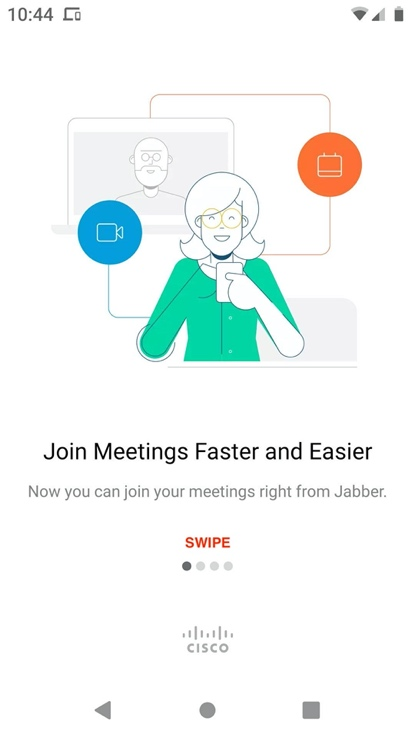 10:44
Join Meetings Faster and Easier
Now you can join your meetings right from Jabber.
SWIPE
CISCO